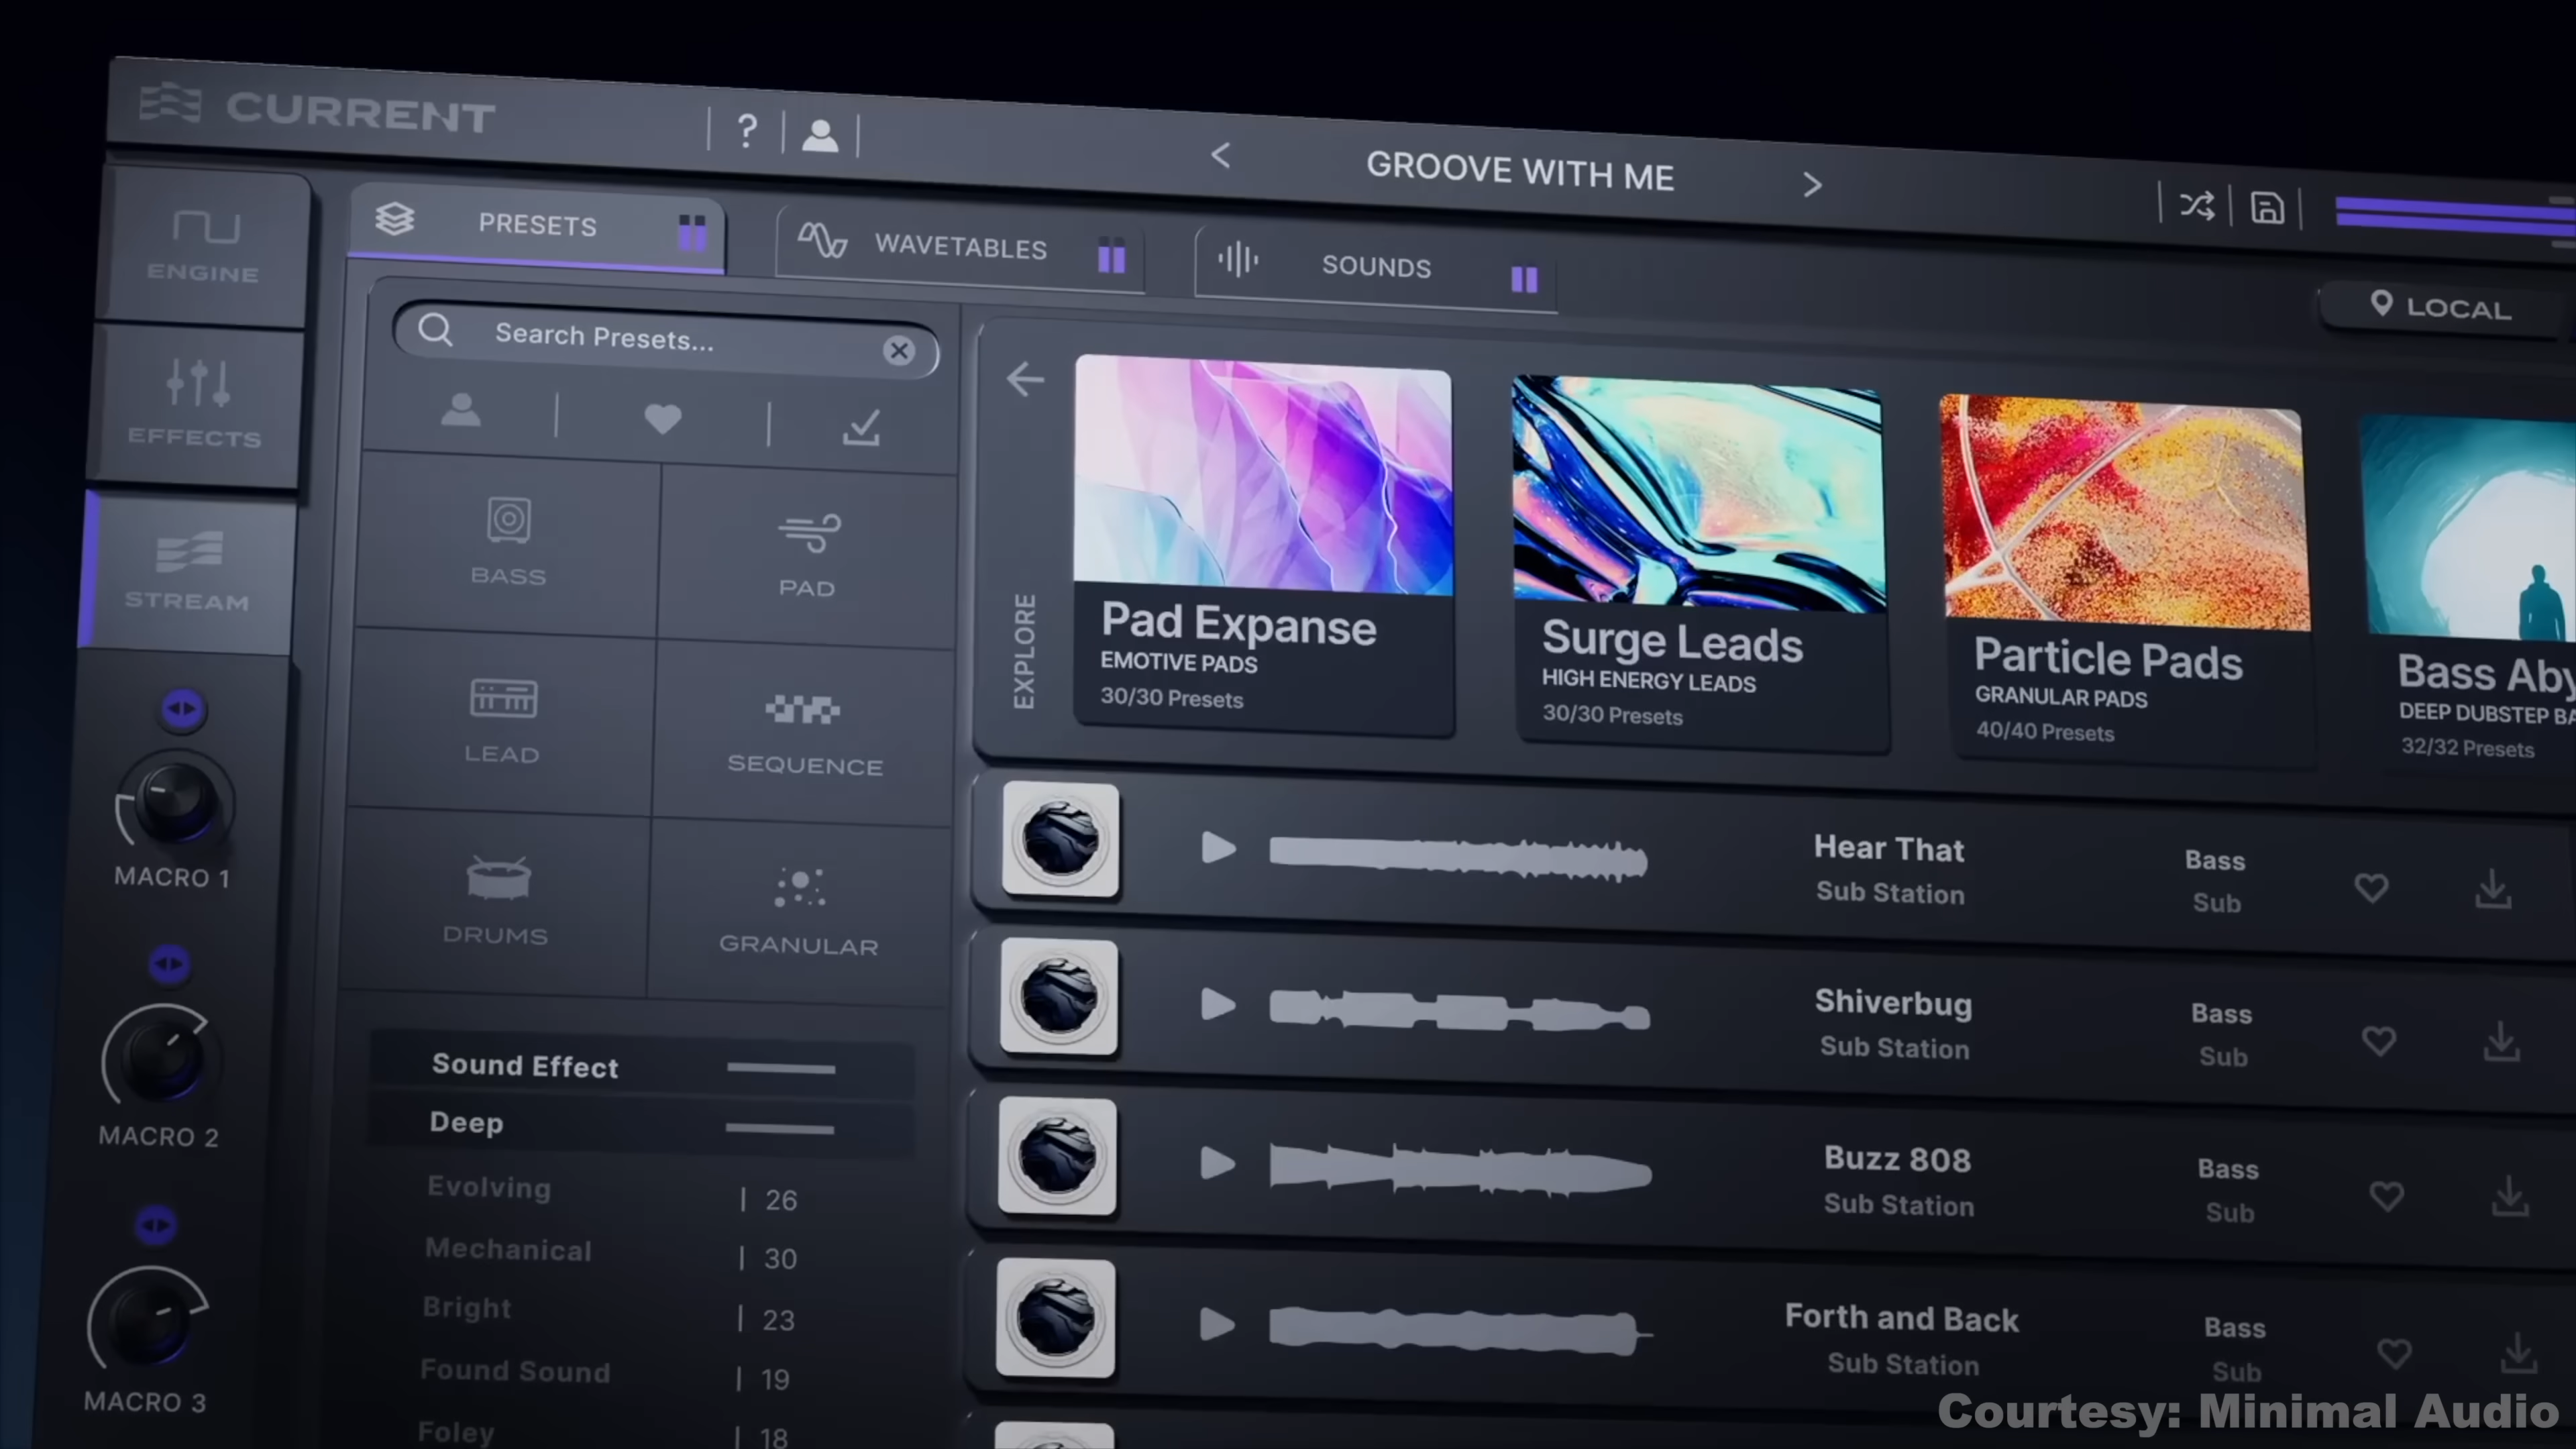 CURRENT
?
GROOVE WITH ME
ENGINE
EFFECTS
STREAM
MACRO 1
MACRO 2
MACRO 3
PRESETS
WAVETABLES
SOUNDS
LOCAL
Search Presets...
BASS
PAD
LEAD
SEQUENCE
DRUMS
GRANULAR
Sound Effect
Deep
Evolving | 26
Mechanical | 30
Bright | 23
Found Sound | 19
Foley | 18
EXPLORE
Pad Expanse
EMOTIVE PADS
30/30 Presets
Surge Leads
HIGH ENERGY LEADS
30/30 Presets
Particle Pads
GRANULAR PADS
40/40 Presets
Bass Aby
DEEP DUBSTEP BA
32/32 Presets
Hear That
Sub Station
Bass
Sub
Shiverbug
Sub Station
Bass
Sub
Buzz 808
Sub Station
Bass
Sub
Forth and Back
Sub Station
Bass
Sub
Courtesy: Minimal Audio